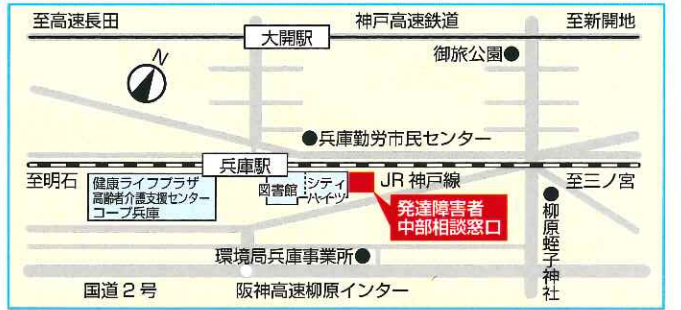 至高速長田
神戸高速鉄道
至新開地
大開駅
御旅公園●
N
●兵庫勤労市民センター
兵庫駅
至明石
健康ライフプラザ
高齢者介護支援センター
コープ兵庫
図書館
シティ
ハイツ
JR 神戸線
至三ノ宮
発達障害者
中部相談窓口
●柳原蛭子神社
環境局兵庫事業所●
国道2号
阪神高速柳原インター